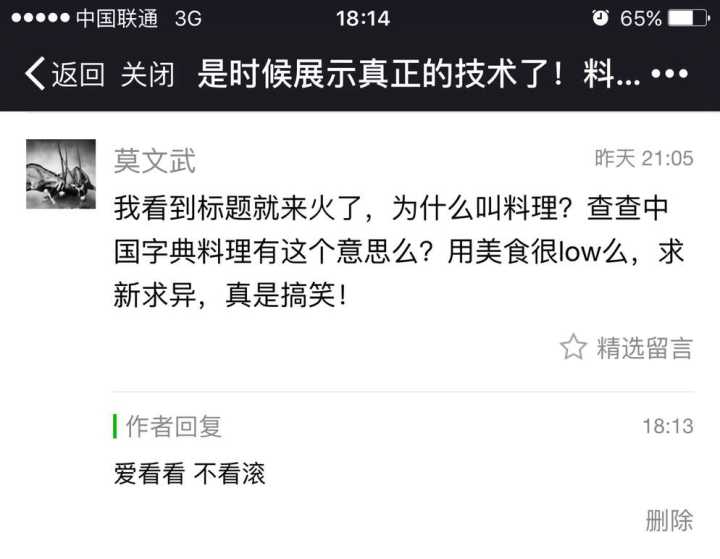 中国联通 3G 18:14 65%
返回 关闭 是时候展示真正的技术了！料...
莫文武 昨天 21:05
我看到标题就来火了，为什么叫料理？查查中
国字典料理有这个意思么？用美食很low么，求
新求异，真是搞笑！
精选留言
作者回复 18:13
爱看看 不看滚
删除